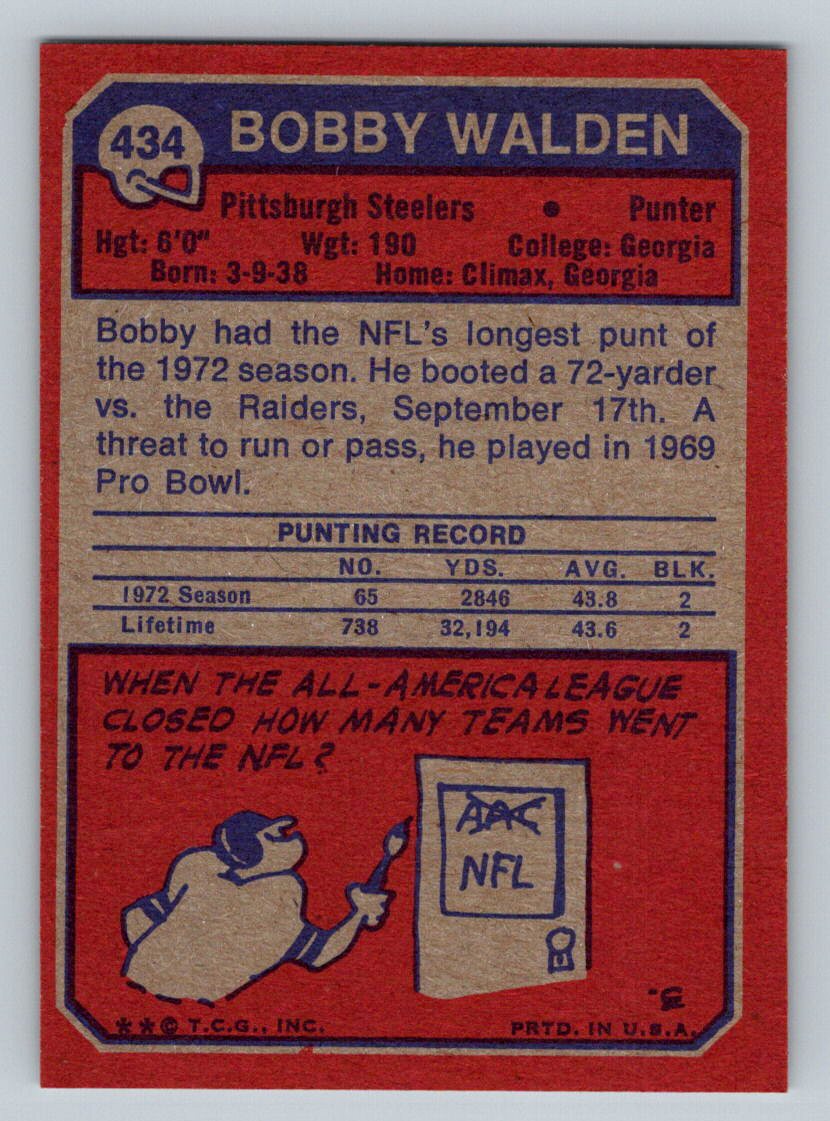 434
BOBBY WALDEN
Pittsburgh Steelers • Punter
Hgt: 6'0" Wgt: 190 College: Georgia
Born: 3-9-38 Home: Climax, Georgia
Bobby had the NFL's longest punt of
the 1972 season. He booted a 72-yarder
vs. the Raiders, September 17th. A
threat to run or pass, he played in 1969
Pro Bowl.
PUNTING RECORD
NO. YDS. AVG. BLK.
1972 Season 65 2846 43.8 2
Lifetime 738 32,194 43.6 2
WHEN THE ALL-AMERICA LEAGUE
CLOSED HOW MANY TEAMS WENT
TO THE NFL?
AAC
NFL
** © T.C.G., INC. PRTD. IN U.S.A.